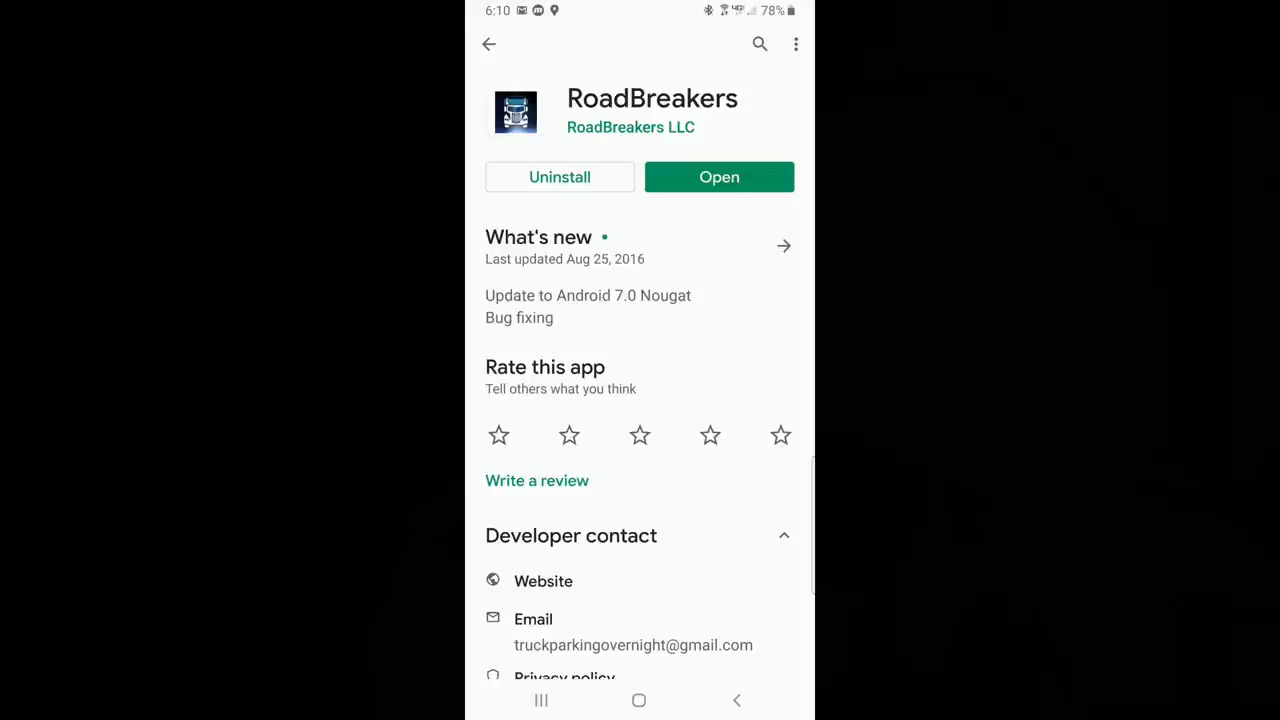 6:10
78%
RoadBreakers
RoadBreakers LLC
Uninstall
Open
What's new
Last updated Aug 25, 2016
Update to Android 7.0 Nougat
Bug fixing
Rate this app
Tell others what you think
Write a review
Developer contact
Website
Email
truckparkingovernight@gmail.com
Privacy policy